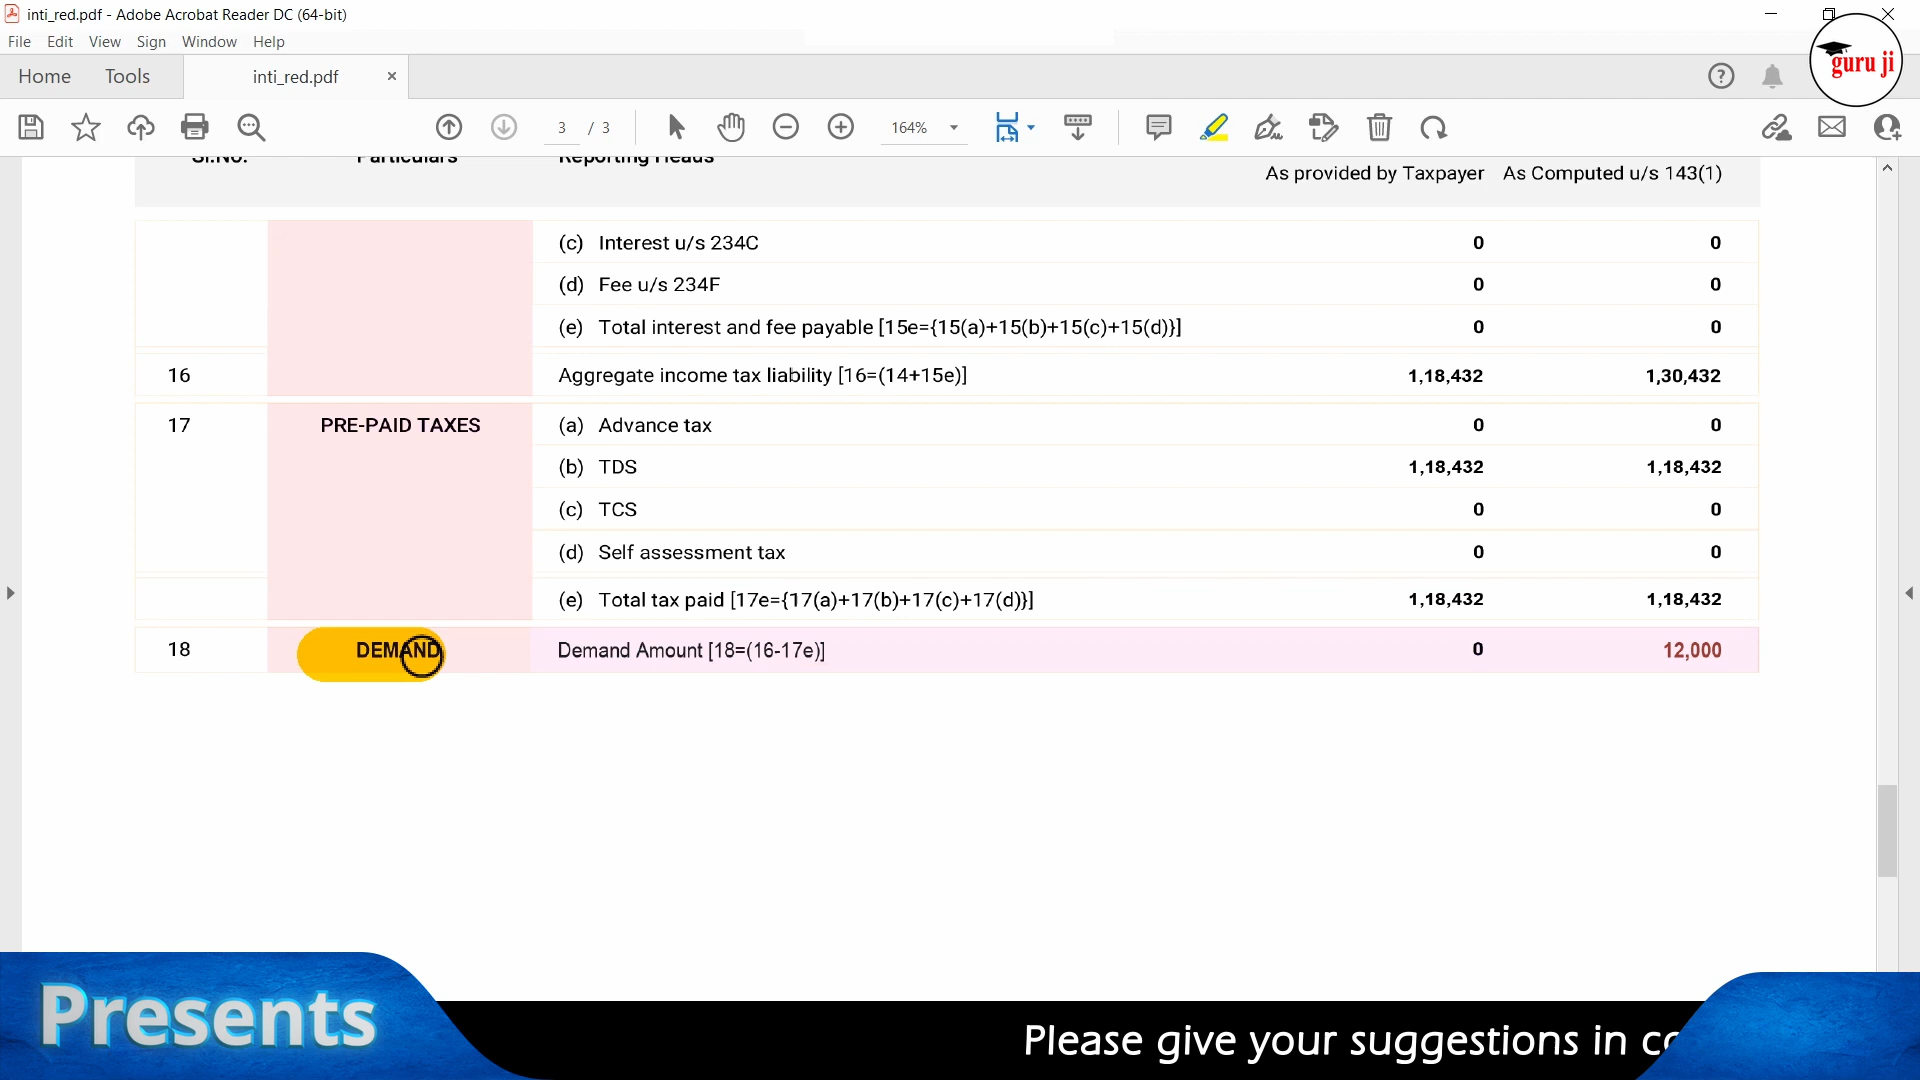 inti_red.pdf - Adobe Acrobat Reader DC (64-bit)
File Edit View Sign Window Help
Home Tools inti_red.pdf ×
guru ji
3 / 3 164%
Sl.No. Particulars Reporting Heads
As provided by Taxpayer As Computed u/s 143(1)
(c) Interest u/s 234C 0 0
(d) Fee u/s 234F 0 0
(e) Total interest and fee payable [15e={15(a)+15(b)+15(c)+15(d)}] 0 0
16 Aggregate income tax liability [16=(14+15e)] 1,18,432 1,30,432
17 PRE-PAID TAXES (a) Advance tax 0 0
(b) TDS 1,18,432 1,18,432
(c) TCS 0 0
(d) Self assessment tax 0 0
(e) Total tax paid [17e={17(a)+17(b)+17(c)+17(d)}] 1,18,432 1,18,432
18 DEMAND Demand Amount [18=(16-17e)] 0 12,000
Presents
Please give your suggestions in co